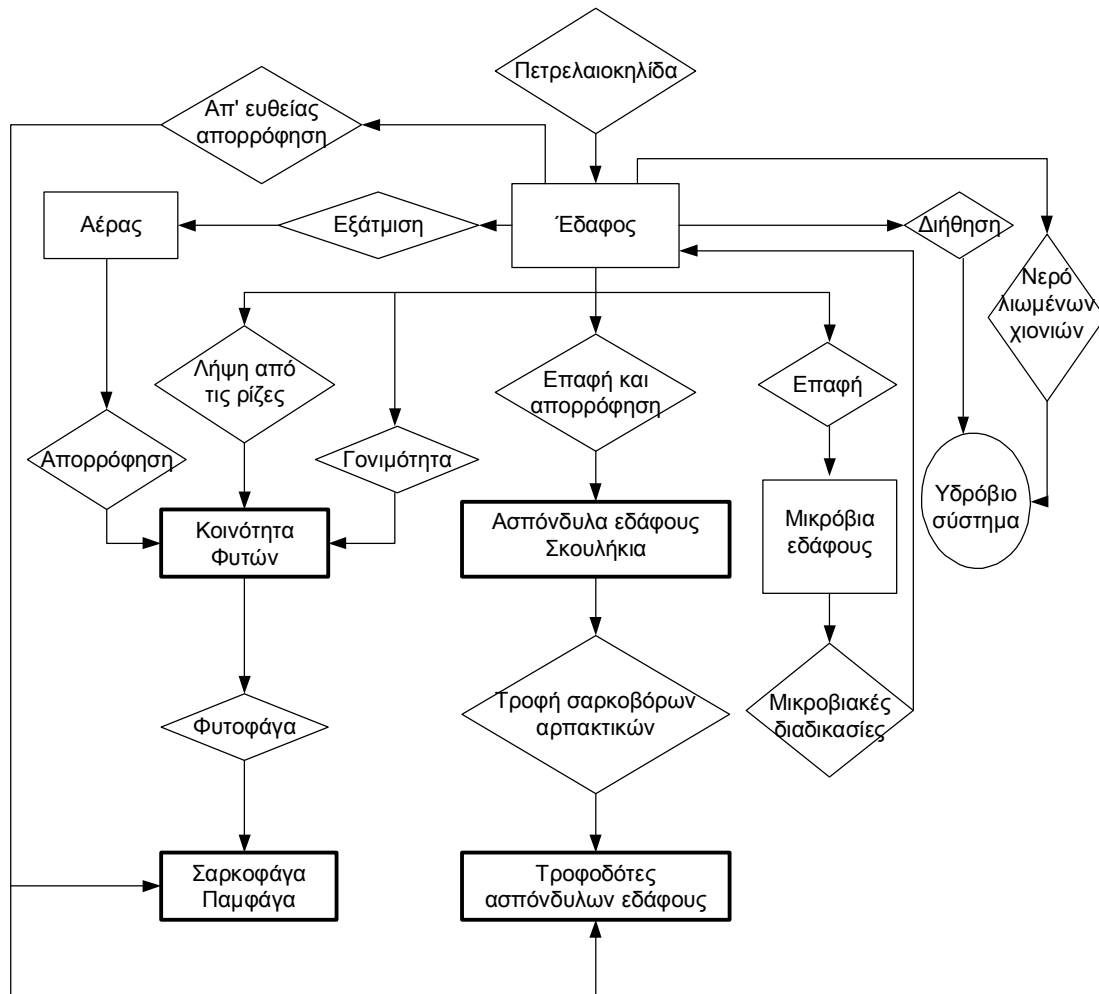 Πετρελαιοκηλίδα
Απ' ευθείας
απορρόφηση
Αέρας
Εξάτμιση
Έδαφος
Διήθηση
Νερό
λιωμένων
χιονιών
Λήψη από
τις ρίζες
Επαφή και
απορρόφηση
Επαφή
Απορρόφηση
Γονιμότητα
Κοινότητα
Φυτών
Ασπόνδυλα εδάφους
Σκουλήκια
Μικρόβια
εδάφους
Υδρόβιο
σύστημα
Φυτοφάγα
Τροφή σαρκοβόρων
αρπακτικών
Μικροβιακές
διαδικασίες
Σαρκοφάγα
Παμφάγα
Τροφοδότες
ασπόνδυλων εδάφους